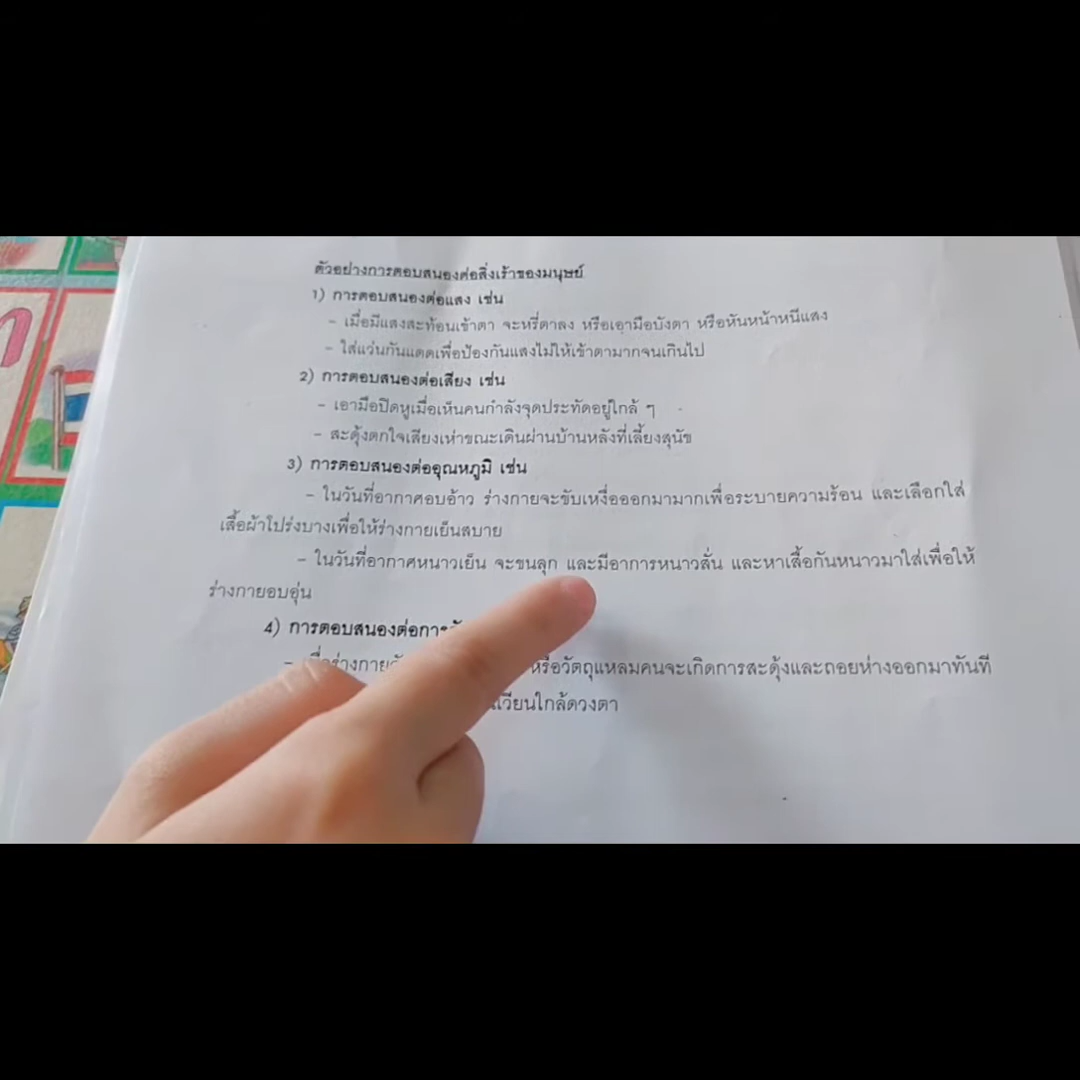 ตัวอย่างการตอบสนองต่อสิ่งเร้าของมนุษย์
1) การตอบสนองต่อแสง เช่น
- เมื่อมีแสงสะท้อนเข้าตา จะหรี่ตาลง หรือเอามือบังตา หรือหันหน้าหนีแสง
- ใส่แว่นกันแดดเพื่อป้องกันแสงไม่ให้เข้าตามากจนเกินไป
2) การตอบสนองต่อเสียง เช่น
- เอามือปิดหูเมื่อเห็นคนกำลังจุดประทัดอยู่ใกล้ ๆ
- สะดุ้งตกใจเสียงเห่าขณะเดินผ่านบ้านหลังที่เลี้ยงสุนัข
3) การตอบสนองต่ออุณหภูมิ เช่น
- ในวันที่อากาศอบอ้าว ร่างกายจะขับเหงื่อออกมามากเพื่อระบายความร้อน และเลือกใส่
เสื้อผ้าโปร่งบางเพื่อให้ร่างกายเย็นสบาย
- ในวันที่อากาศหนาวเย็น จะขนลุก และมีอาการหนาวสั่น และหาเสื้อกันหนาวมาใส่เพื่อให้
ร่างกายอบอุ่น
4) การตอบสนองต่อการ
- เมื่อร่างกาย หรือวัตถุแหลมคนจะเกิดการสะดุ้งและถอยห่างออกมาทันที
เวียนใกล้ดวงตา